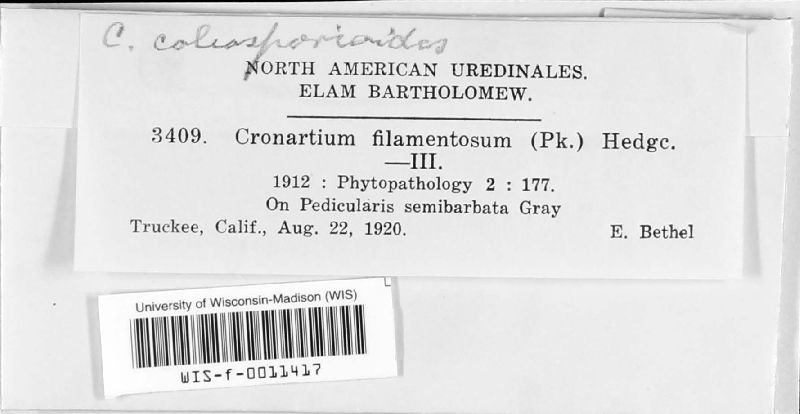 C. coleosporioides
NORTH AMERICAN UREDINALES.
ELAM BARTHOLOMEW.
3409. Cronartium filamentosum (Pk.) Hedgc.
—III.
1912 : Phytopathology 2 : 177.
On Pedicularis semibarbata Gray
Truckee, Calif., Aug. 22, 1920. E. Bethel
University of Wisconsin-Madison (WIS)
WIS-f-0011417